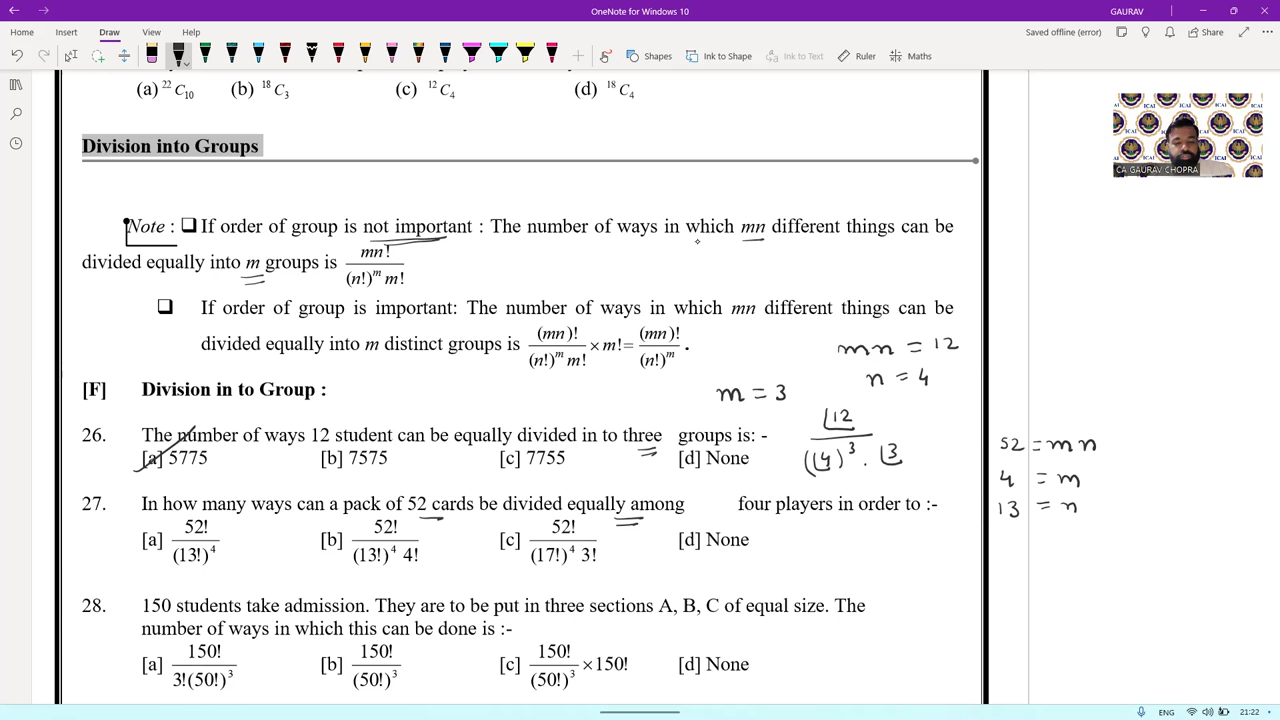 OneNote for Windows 10
GAURAV
Home Insert Draw View Help
Saved offline (error)
Share
Shapes
Ink to Shape
Ink to Text
Ruler
Maths
(a) ²²C₁₀ (b) ¹⁸C₃ (c) ¹²C₄ (d) ¹⁸C₄
Division into Groups
Note : ❑ If order of group is not important : The number of ways in which mn different things can be
divided equally into m groups is mn! / (n!)^m m!
❑ If order of group is important: The number of ways in which mn different things can be
divided equally into m distinct groups is (mn)! / (n!)^m m! × m! = (mn)! / (n!)^m .
mn = 12
n = 4
m = 3
[F] Division in to Group :
26. The number of ways 12 student can be equally divided in to three groups is: -
[a] 5775 [b] 7575 [c] 7755 [d] None
⌊12 / (⌊4)^3 . ⌊3
52 = mn
4 = m
13 = n
27. In how many ways can a pack of 52 cards be divided equally among four players in order to :-
[a] 52! / (13!)^4 [b] 52! / (13!)^4 4! [c] 52! / (17!)^4 3! [d] None
28. 150 students take admission. They are to be put in three sections A, B, C of equal size. The
number of ways in which this can be done is :-
[a] 150! / 3!(50!)^3 [b] 150! / (50!)^3 [c] 150! / (50!)^3 ×150! [d] None
CA GAURAV CHOPRA
ENG
21:22